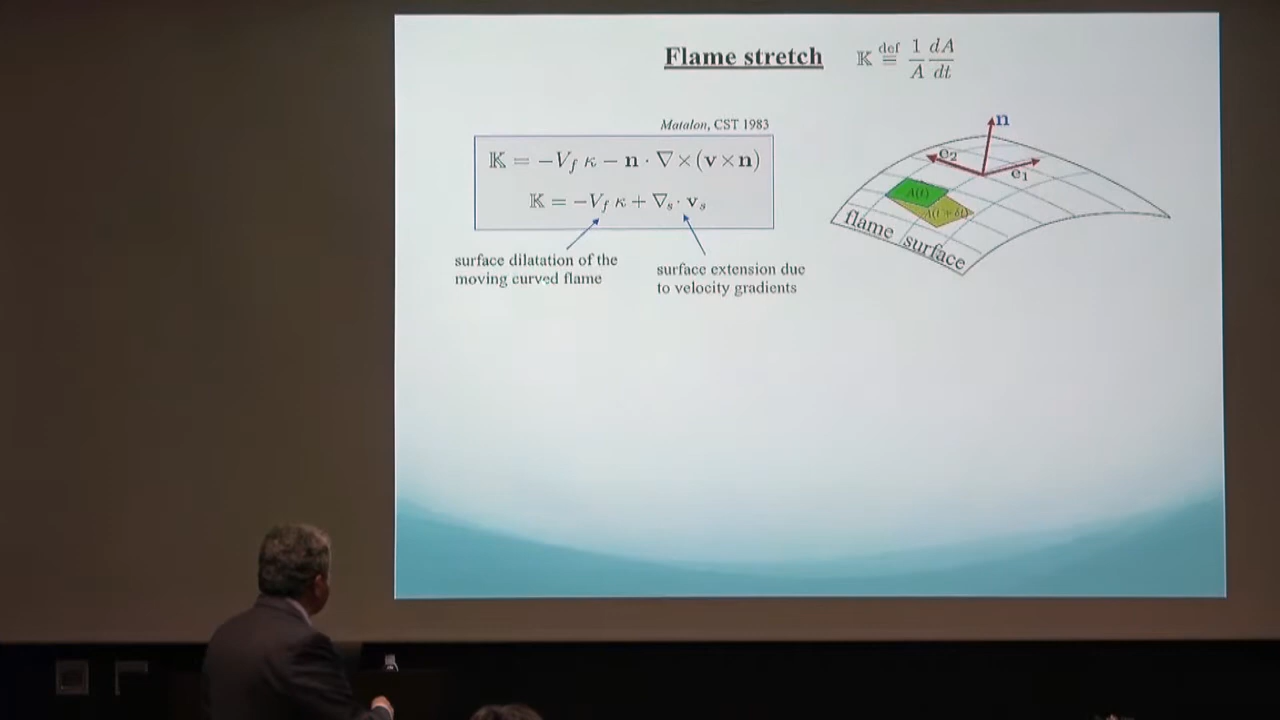 Flame stretch 𝕂 def= 1/A dA/dt
Matalon, CST 1983
𝕂 = −V_f κ − n · ∇×(v × n)
𝕂 = −V_f κ + ∇_s · v_s
surface dilatation of the
moving curved flame
surface extension due
to velocity gradients
n
e₂
e₁
A(t)
A(t + δt)
flame surface